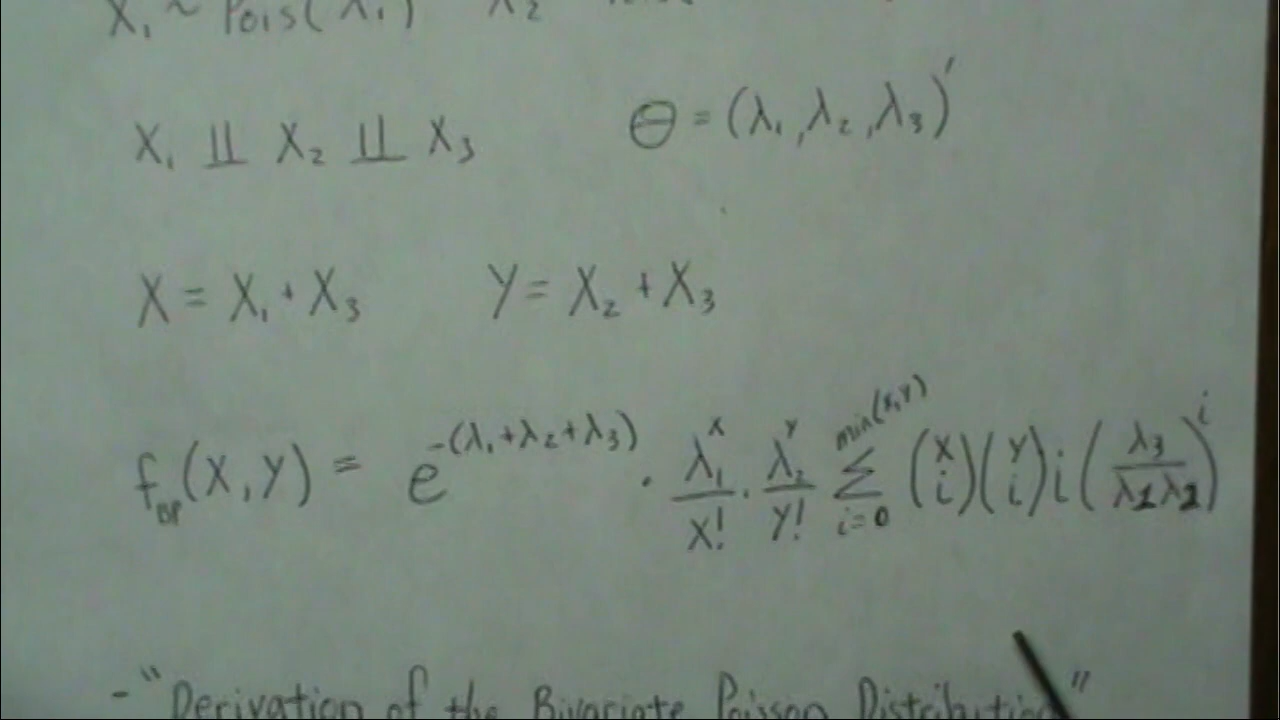 X₁ ~ Pois(λ₁) λ₂
X₁ ⫫ X₂ ⫫ X₃ Θ = (λ₁, λ₂, λ₃)′
X = X₁ + X₃ Y = X₂ + X₃
f_BP(X, Y) = e^{-(λ₁+λ₂+λ₃)} · λ₁^x/X! · λ₂^y/Y! Σ_{i=0}^{min(x,y)} (x i)(y i) i (λ₃/(λ₁λ₂))^i
- "Derivation of the Bivariate Poisson Distribution"